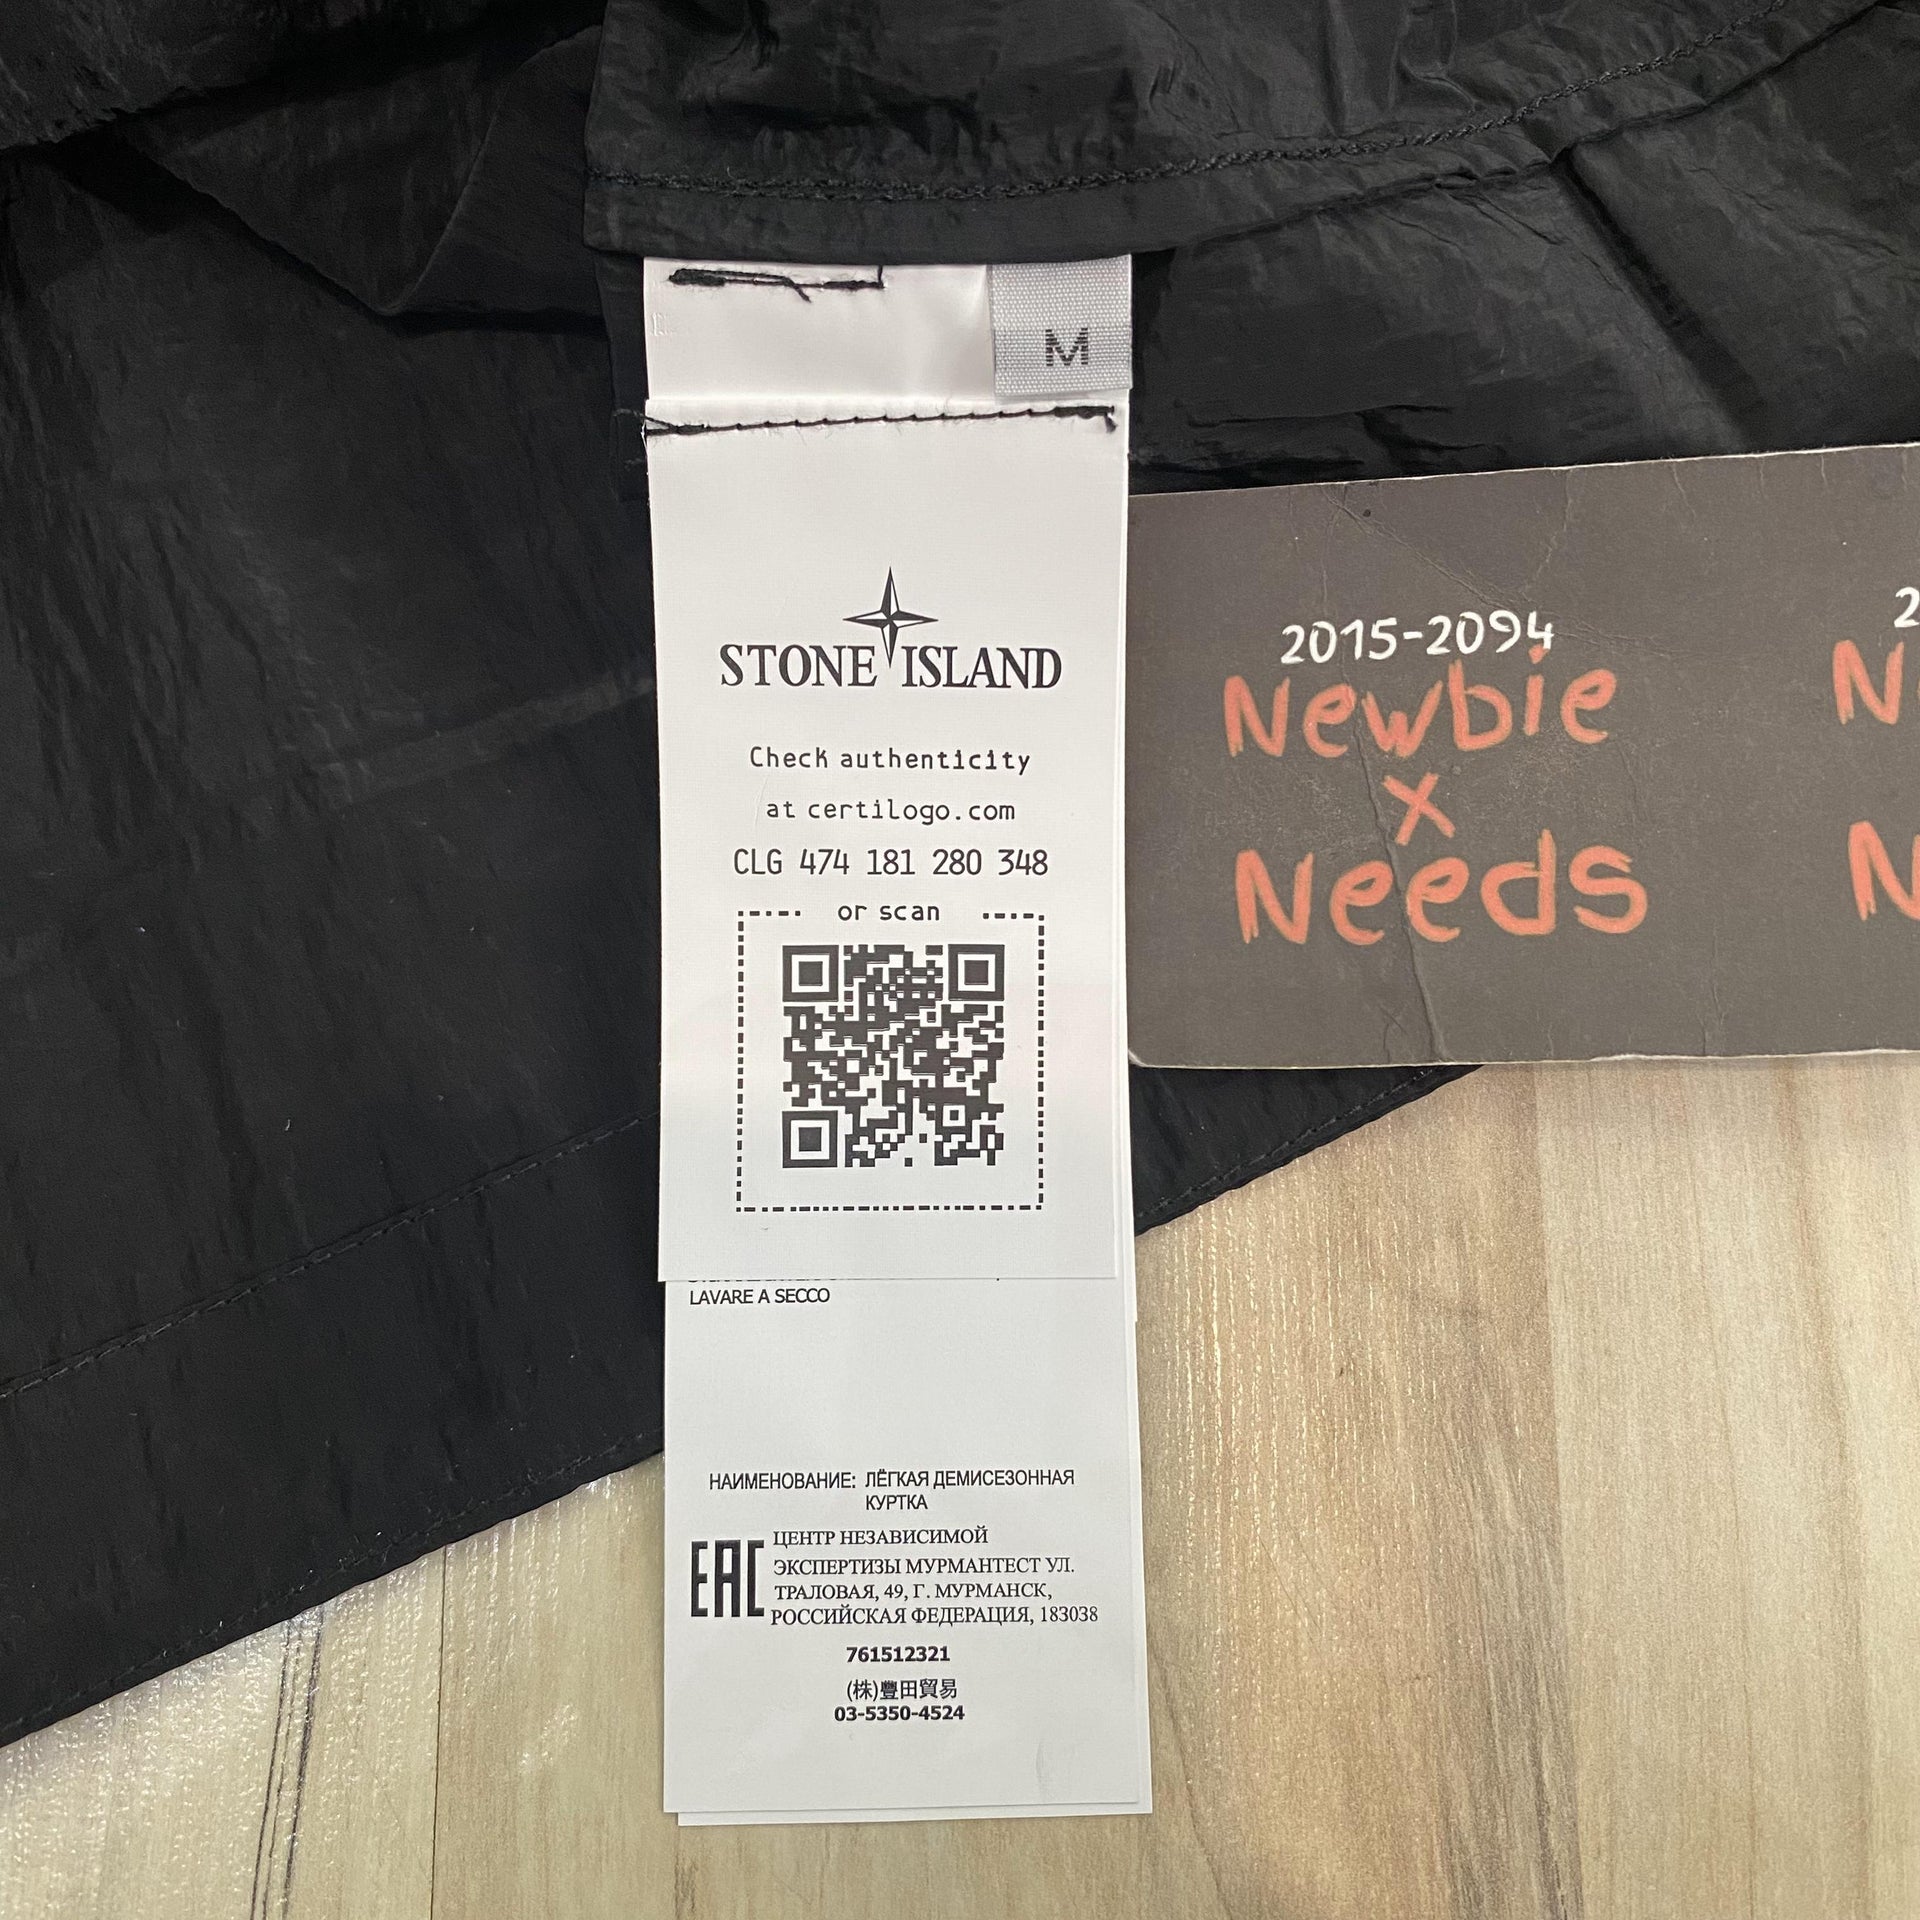 M
STONE ISLAND
Check authenticity
at certilogo.com
CLG 474 181 280 348
or scan
LAVARE A SECCO
НАИМЕНОВАНИЕ: ЛЁГКАЯ ДЕМИСЕЗОННАЯ
КУРТКА
EAC
ЦЕНТР НЕЗАВИСИМОЙ
ЭКСПЕРТИЗЫ МУРМАНТЕСТ УЛ.
ТРАЛОВАЯ, 49, Г. МУРМАНСК,
РОССИЙСКАЯ ФЕДЕРАЦИЯ, 183038
761512321
(株)豐田貿易
03-5350-4524
2015-2094
Newbie
x
Needs